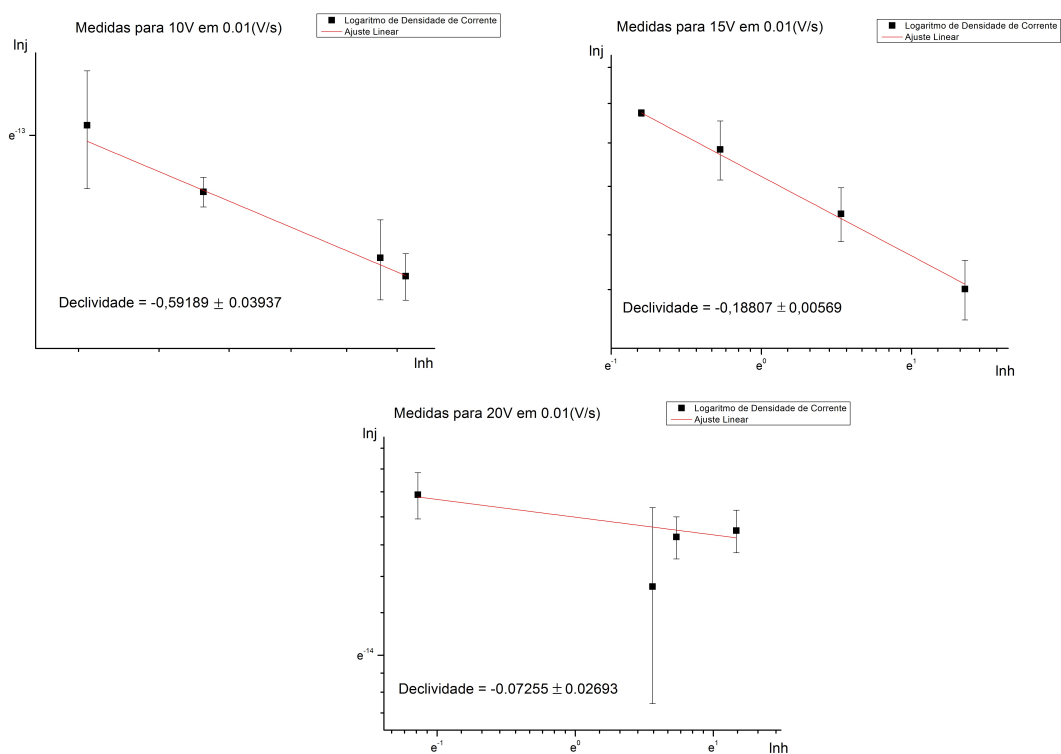 Medidas para 10V em 0.01(V/s)
Logaritmo de Densidade de Corrente
Ajuste Linear
lnj
e-13
Declividade = -0,59189 ± 0.03937
lnh
Medidas para 15V em 0.01(V/s)
Logaritmo de Densidade de Corrente
Ajuste Linear
lnj
Declividade = -0,18807 ± 0,00569
e-1
e0
e1
lnh
Medidas para 20V em 0.01(V/s)
Logaritmo de Densidade de Corrente
Ajuste Linear
lnj
e-14
Declividade = -0.07255 ± 0.02693
e-1
e0
e1
lnh